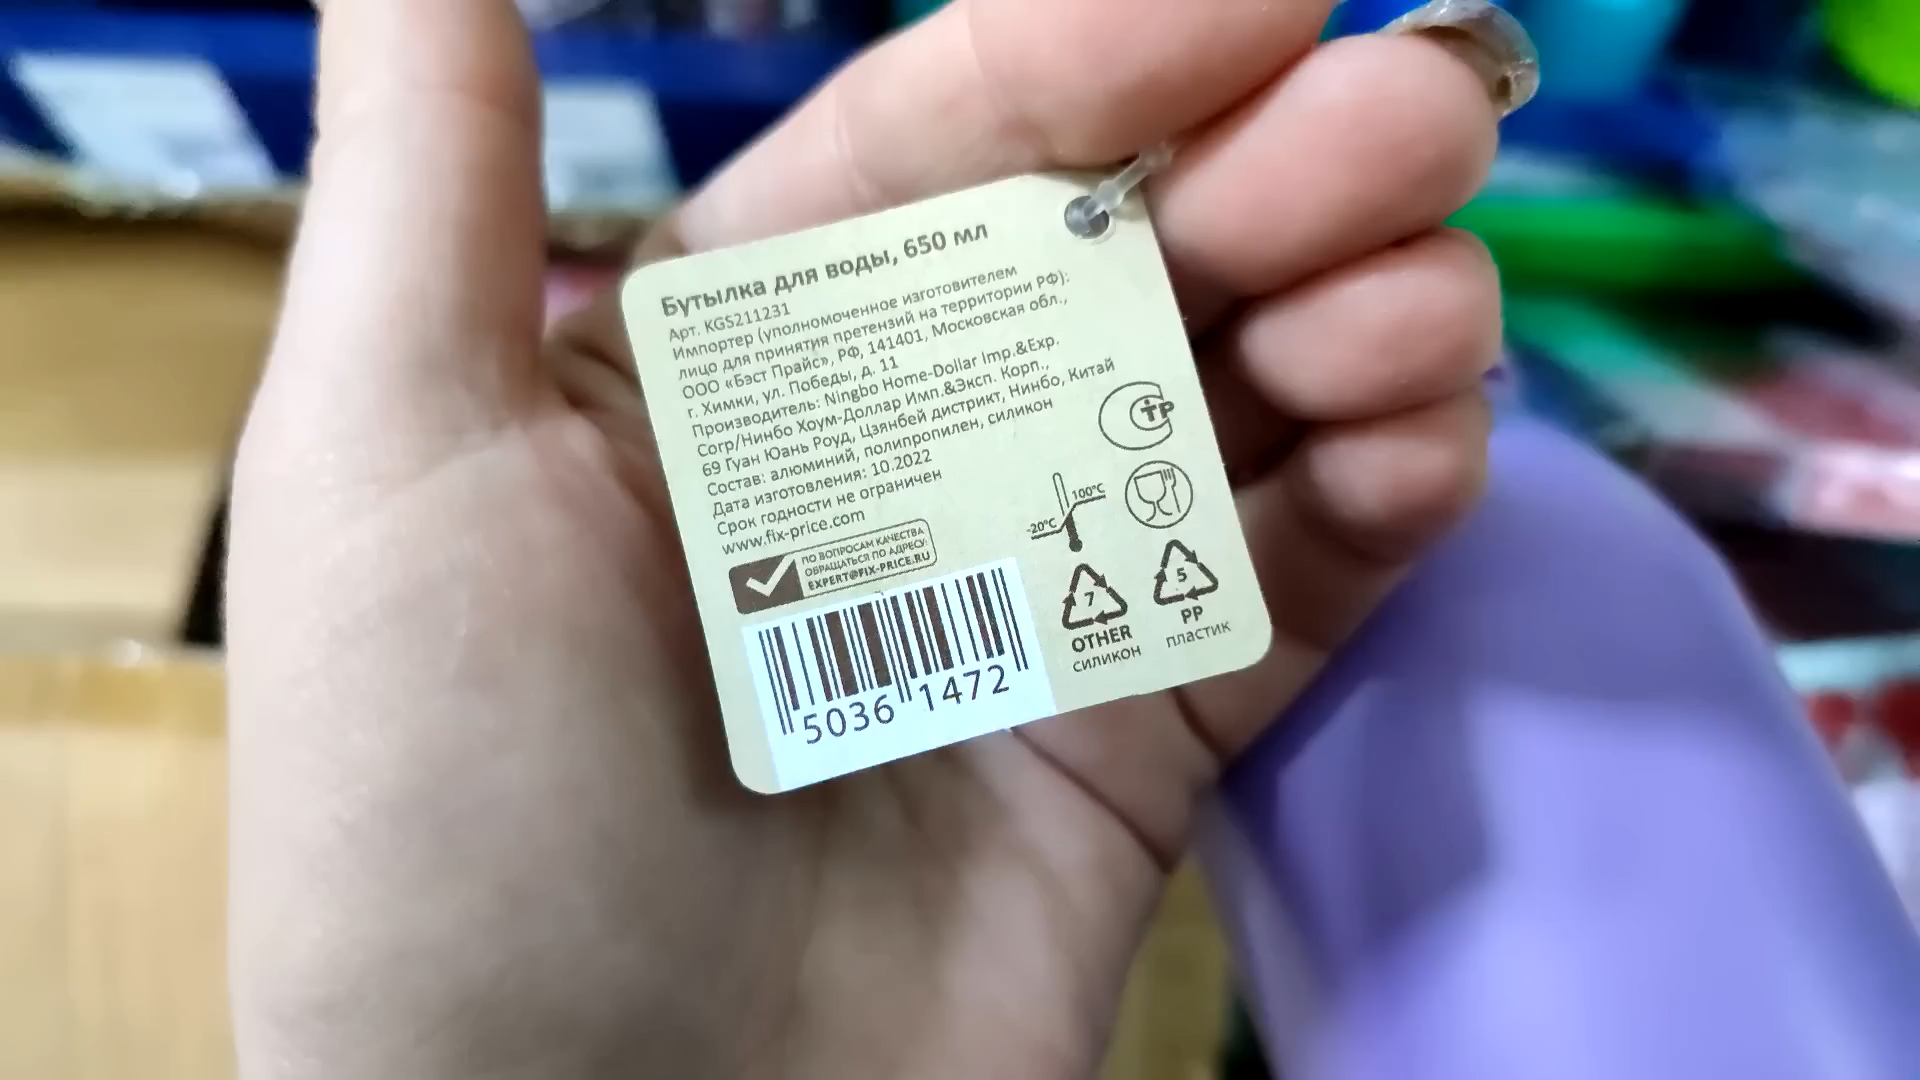 Бутылка для воды, 650 мл
Арт. KGS211231
Импортер (уполномоченное изготовителем
лицо для принятия претензий на территории РФ):
ООО «Бэст Прайс», РФ, 141401, Московская обл.,
г. Химки, ул. Победы, д. 11
Производитель: Ningbo Home-Dollar Imp.&Exp.
Corp/Нинбо Хоум-Доллар Имп.&Эксп. Корп.,
69 Гуан Юань Роуд, Цзянбей дистрикт, Нинбо, Китай
Состав: алюминий, полипропилен, силикон
Дата изготовления: 10.2022
Срок годности не ограничен
www.fix-price.com
ПО ВОПРОСАМ КАЧЕСТВА
ОБРАЩАТЬСЯ ПО АДРЕСУ:
EXPERT@FIX-PRICE.RU
5036 1472
СТР
100°C
-20°C
7
OTHER
силикон
5
PP
пластик